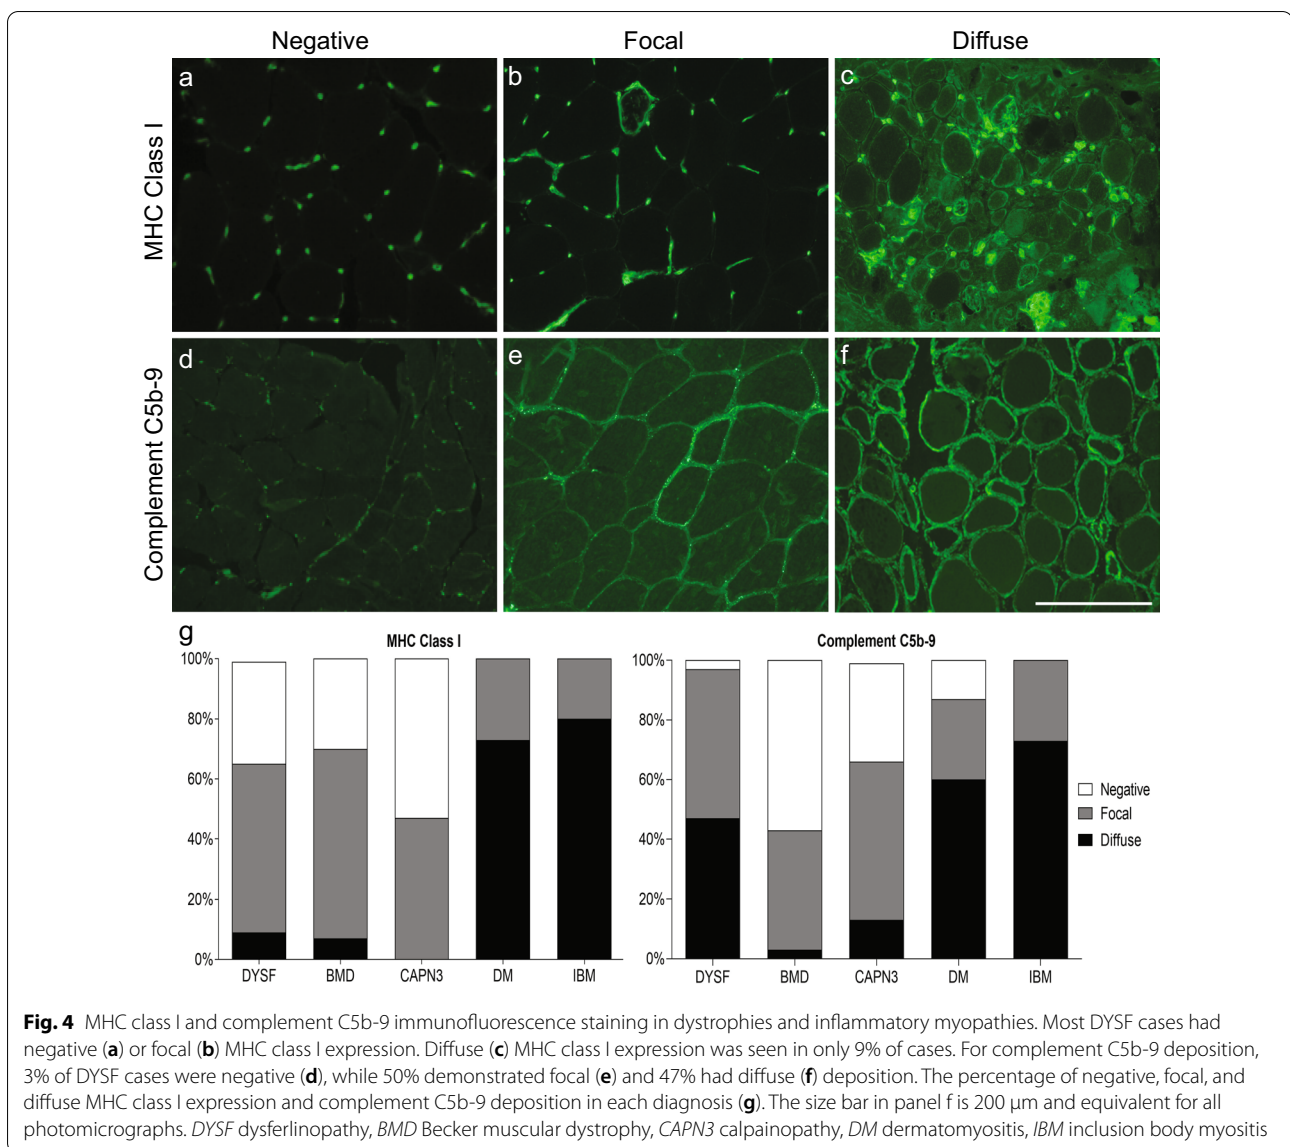 Negative Focal Diffuse
MHC Class I
a b c
Complement C5b-9
d e f
g
MHC Class I
100%
80%
60%
40%
20%
0%
DYSF BMD CAPN3 DM IBM
Complement C5b-9
100%
80%
60%
40%
20%
0%
DYSF BMD CAPN3 DM IBM
Negative
Focal
Diffuse
Fig. 4 MHC class I and complement C5b-9 immunofluorescence staining in dystrophies and inflammatory myopathies. Most DYSF cases had
negative (a) or focal (b) MHC class I expression. Diffuse (c) MHC class I expression was seen in only 9% of cases. For complement C5b-9 deposition,
3% of DYSF cases were negative (d), while 50% demonstrated focal (e) and 47% had diffuse (f) deposition. The percentage of negative, focal, and
diffuse MHC class I expression and complement C5b-9 deposition in each diagnosis (g). The size bar in panel f is 200 μm and equivalent for all
photomicrographs. DYSF dysferlinopathy, BMD Becker muscular dystrophy, CAPN3 calpainopathy, DM dermatomyositis, IBM inclusion body myositis